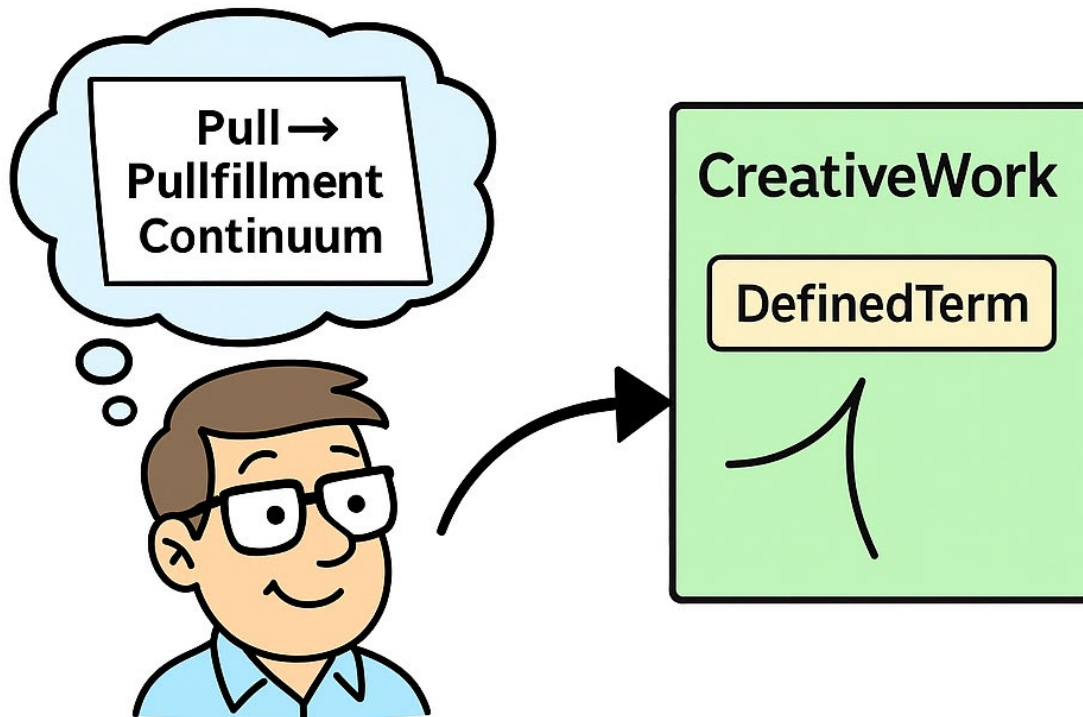 Pull→
Pullfillment
Continuum
CreativeWork
DefinedTerm